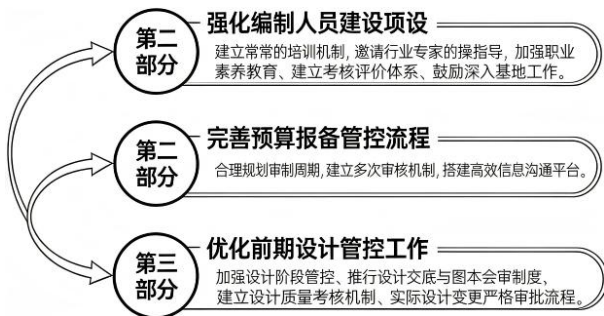 第二
部分
强化编制人员建设项设
建立常常的培训机制，邀请行业专家的操指导，加强职业
素养教育、建立考核评价体系、鼓励深入基地工作。
第二
部分
完善预算报备管控流程
合理规划审制周期，建立多次审核机制，搭建高效信息沟通平台。
第三
部分
优化前期设计管控工作
加强设计阶段管控、推行设计交底与图本会审制度，
建立设计质量考核机制、实际设计变更严格审批流程。